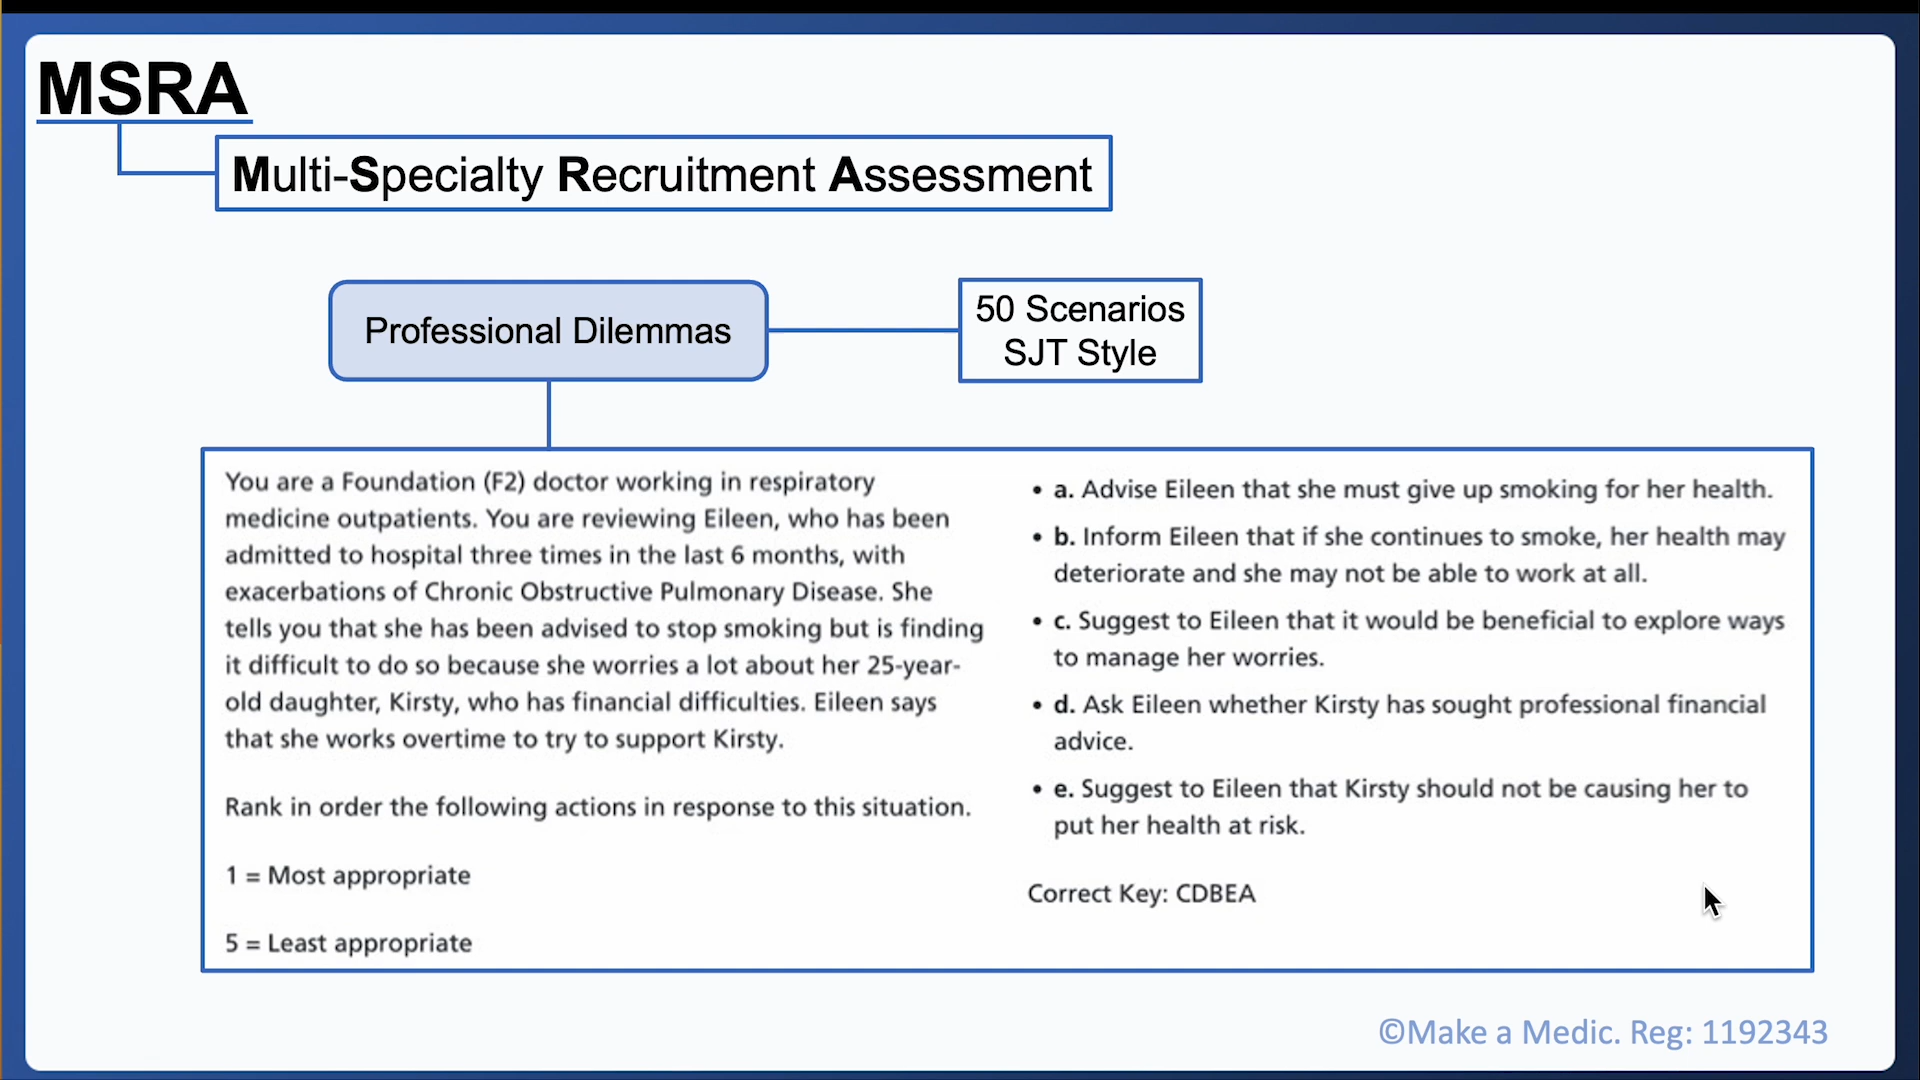 MSRA
Multi-Specialty Recruitment Assessment
Professional Dilemmas
50 Scenarios
SJT Style
You are a Foundation (F2) doctor working in respiratory
medicine outpatients. You are reviewing Eileen, who has been
admitted to hospital three times in the last 6 months, with
exacerbations of Chronic Obstructive Pulmonary Disease. She
tells you that she has been advised to stop smoking but is finding
it difficult to do so because she worries a lot about her 25-year-
old daughter, Kirsty, who has financial difficulties. Eileen says
that she works overtime to try to support Kirsty.
Rank in order the following actions in response to this situation.
1 = Most appropriate
5 = Least appropriate
• a. Advise Eileen that she must give up smoking for her health.
• b. Inform Eileen that if she continues to smoke, her health may
deteriorate and she may not be able to work at all.
• c. Suggest to Eileen that it would be beneficial to explore ways
to manage her worries.
• d. Ask Eileen whether Kirsty has sought professional financial
advice.
• e. Suggest to Eileen that Kirsty should not be causing her to
put her health at risk.
Correct Key: CDBEA
©Make a Medic. Reg: 1192343